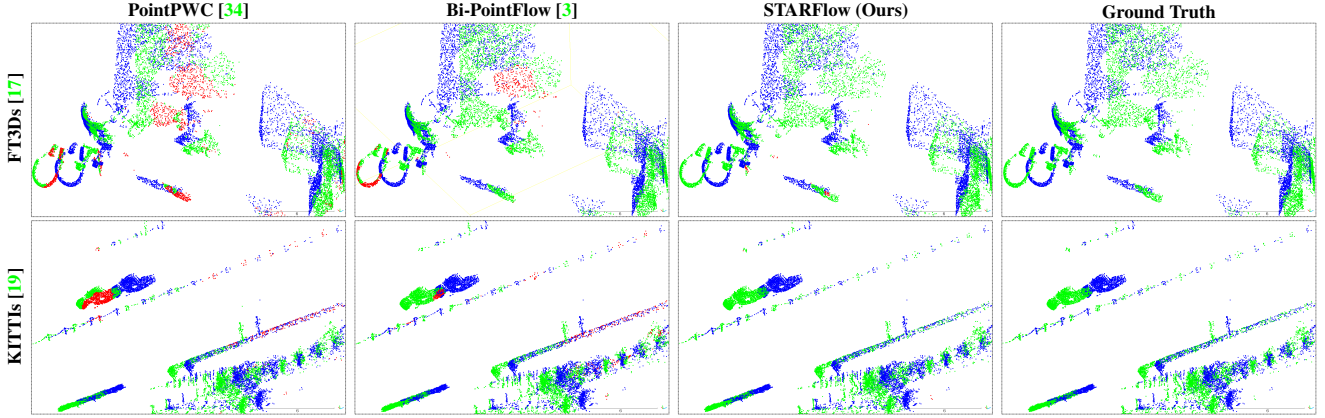 PointPWC [34] Bi-PointFlow [3] STARFlow (Ours) Ground Truth
FT3Ds [17]
KITTIs [19]